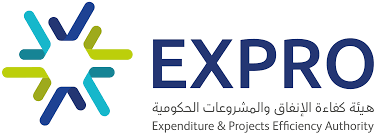 EXPRO
هيئة كفاءة الإنفاق والمشروعات الحكومية
Expenditure & Projects Efficiency Authority